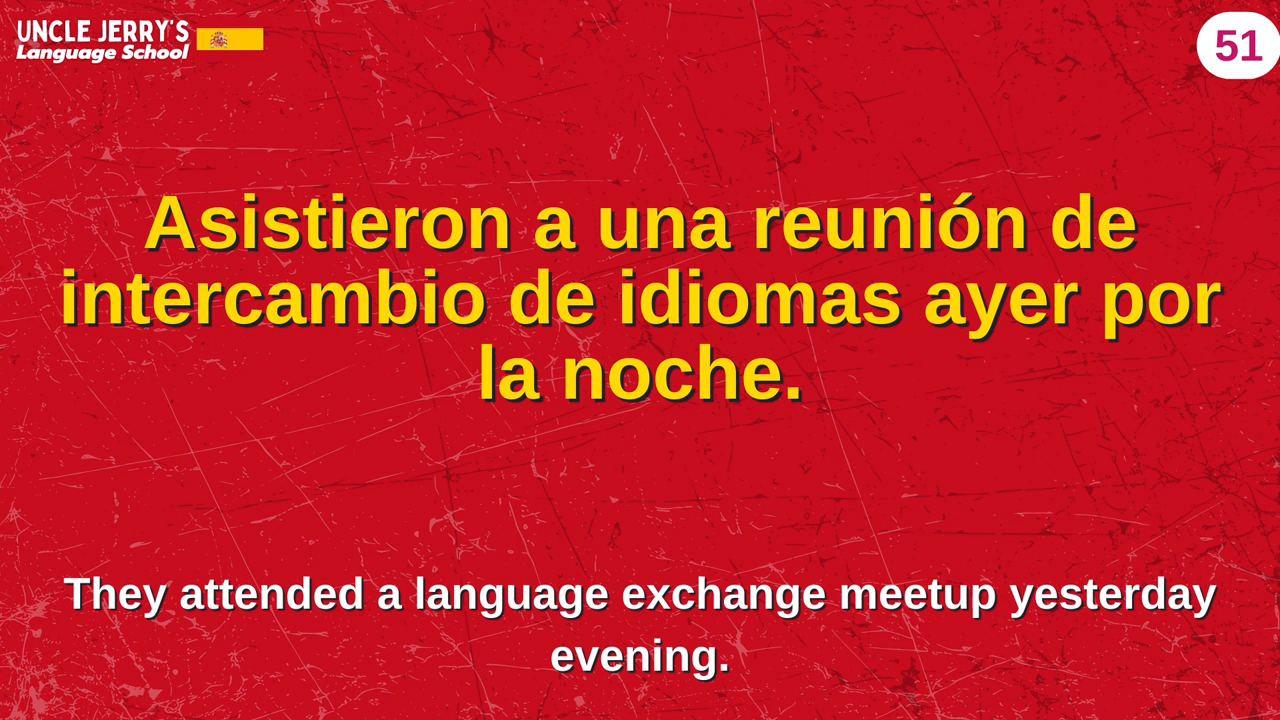 UNCLE JERRY'S
Language School
51
Asistieron a una reunión de
intercambio de idiomas ayer por
la noche.
They attended a language exchange meetup yesterday
evening.